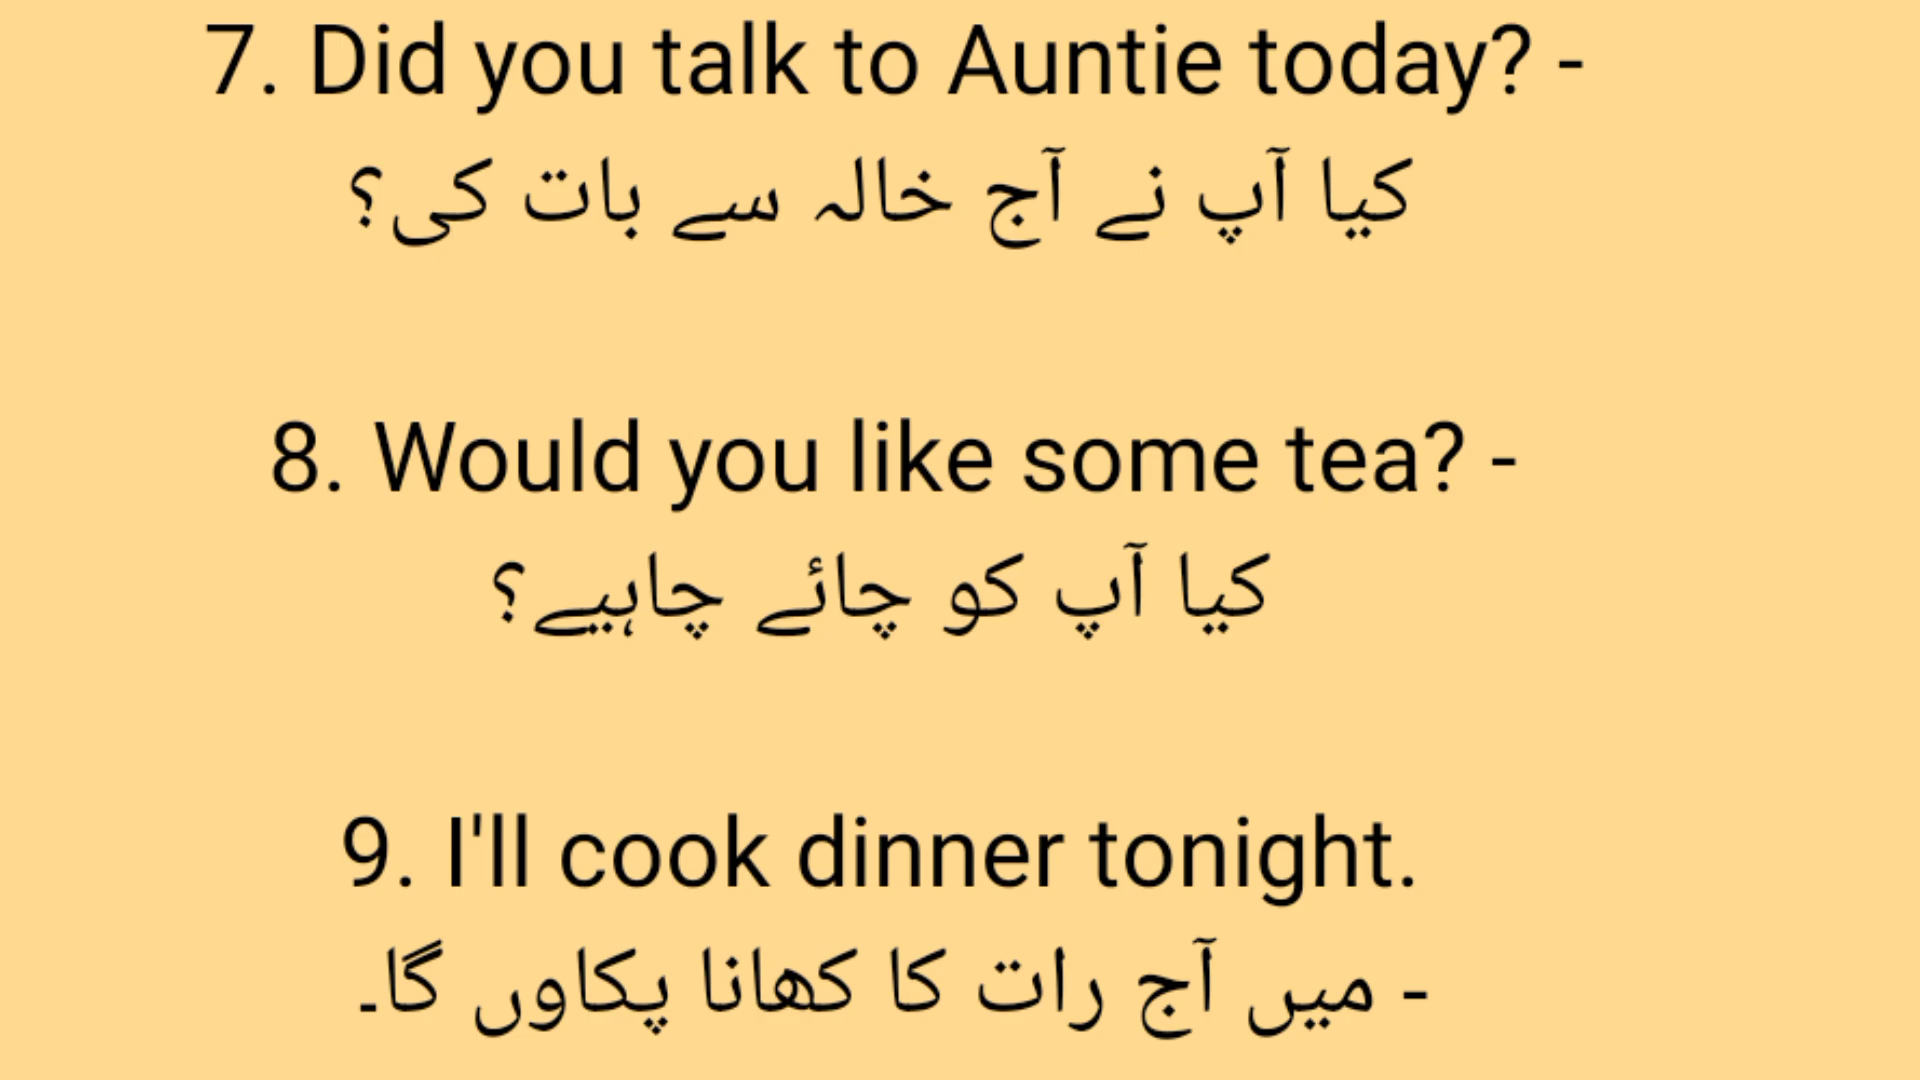 7. Did you talk to Auntie today? -
کیا آپ نے آج خالہ سے بات کی؟
8. Would you like some tea? -
کیا آپ کو چائے چاہیے؟
9. I'll cook dinner tonight.
- میں آج رات کا کھانا پکاوں گا۔